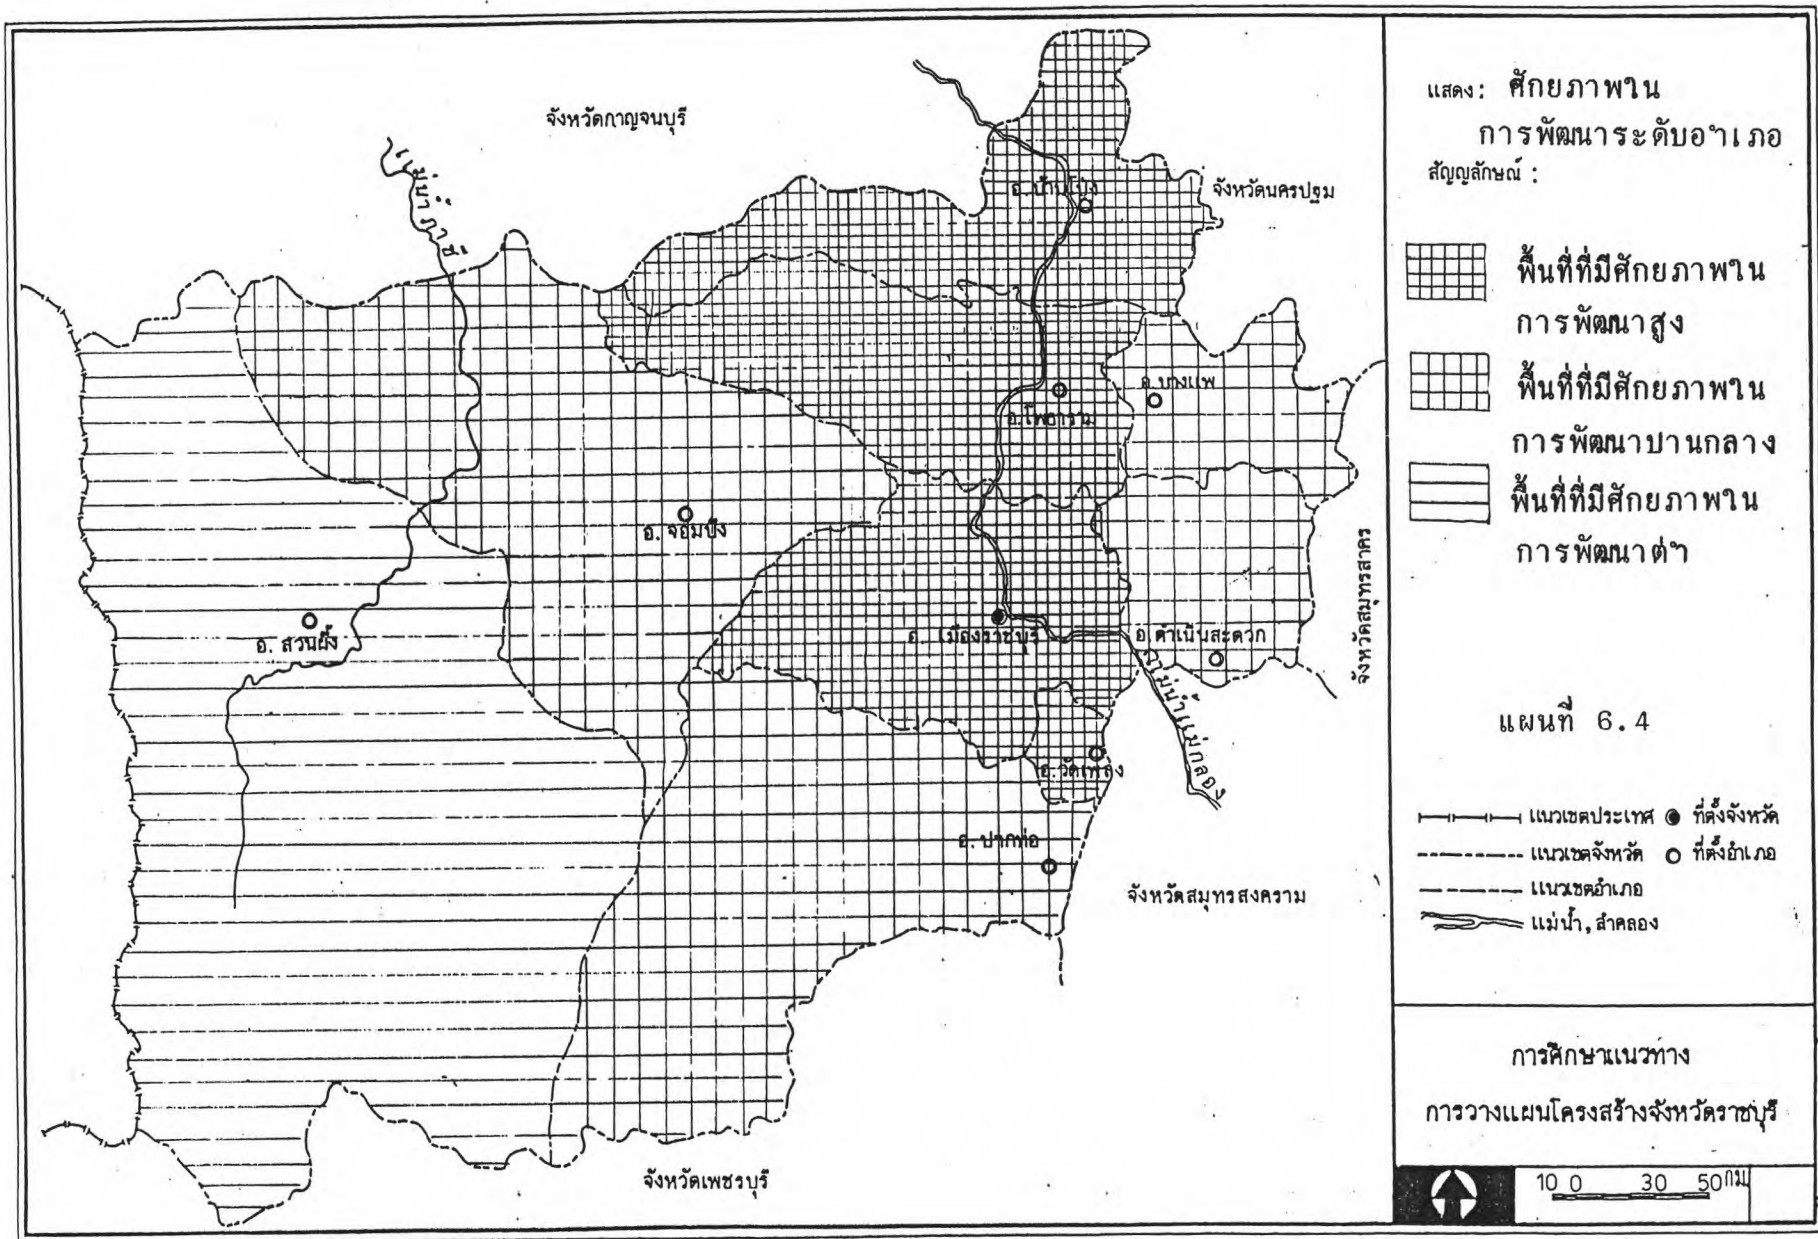 จังหวัดกาญจนบุรี
แม่น้ำภาชี
อ.บ้านโป่ง
จังหวัดนครปฐม
อ.บางแพ
อ.โพธาราม
อ. จอมบึง
อ. สวนผึ้ง
อ. เมืองราชบุรี
อ.ดำเนินสะดวก
จังหวัดสมุทรสาคร
แม่น้ำแม่กลอง
อ.วัดเพลง
อ. ปากท่อ
จังหวัดสมุทรสงคราม
จังหวัดเพชรบุรี
แสดง: ศักยภาพใน
การพัฒนาระดับอำเภอ
สัญญลักษณ์ :
พื้นที่ที่มีศักยภาพใน
การพัฒนาสูง
พื้นที่ที่มีศักยภาพใน
การพัฒนาปานกลาง
พื้นที่ที่มีศักยภาพใน
การพัฒนาต่ำ
แผนที่ 6.4
แนวเขตประเทศ ที่ตั้งจังหวัด
แนวเขตจังหวัด ที่ตั้งอำเภอ
แนวเขตอำเภอ
แม่น้ำ, ลำคลอง
การศึกษาแนวทาง
การวางแผนโครงสร้างจังหวัดราชบุรี
10 0 30 50กม